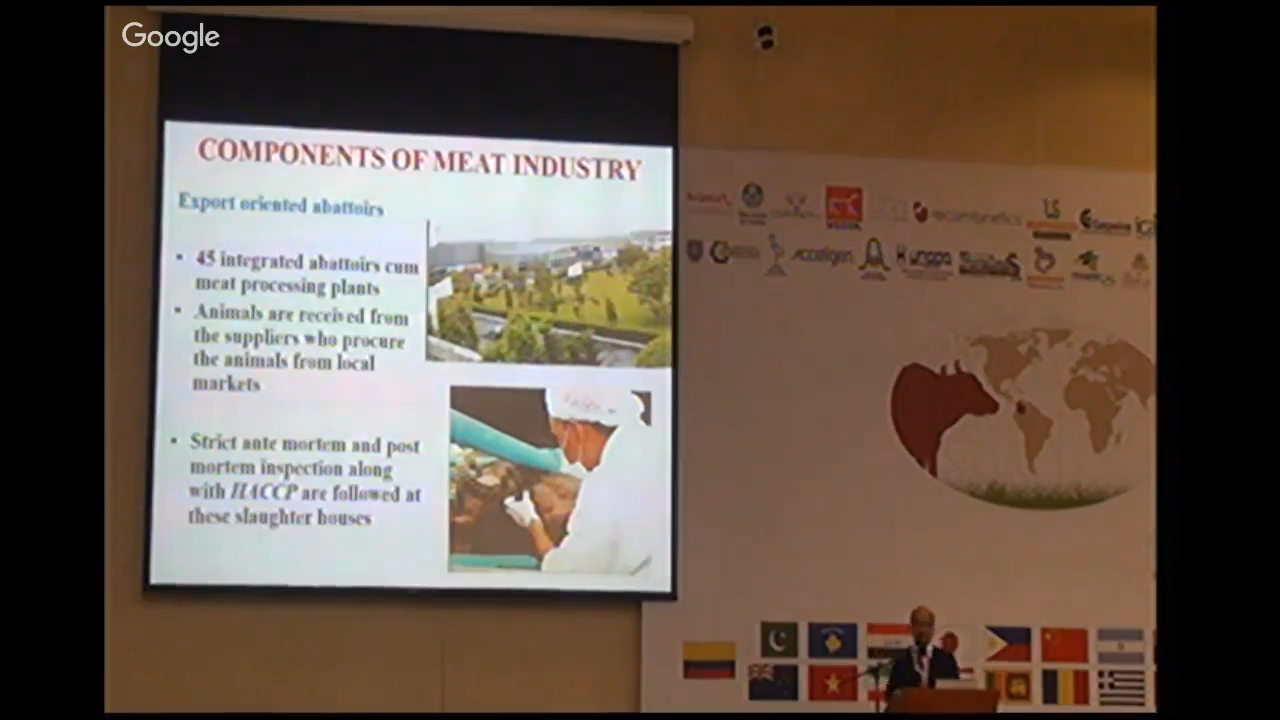 Google
COMPONENTS OF MEAT INDUSTRY
Export oriented abattoirs
▪ 45 integrated abattoirs cum
meat processing plants
▪ Animals are received from
the suppliers who procure
the animals from local
markets
▪ Strict ante mortem and post
mortem inspection along
with HACCP are followed at
these slaughter houses
recombinetics
Acceligen